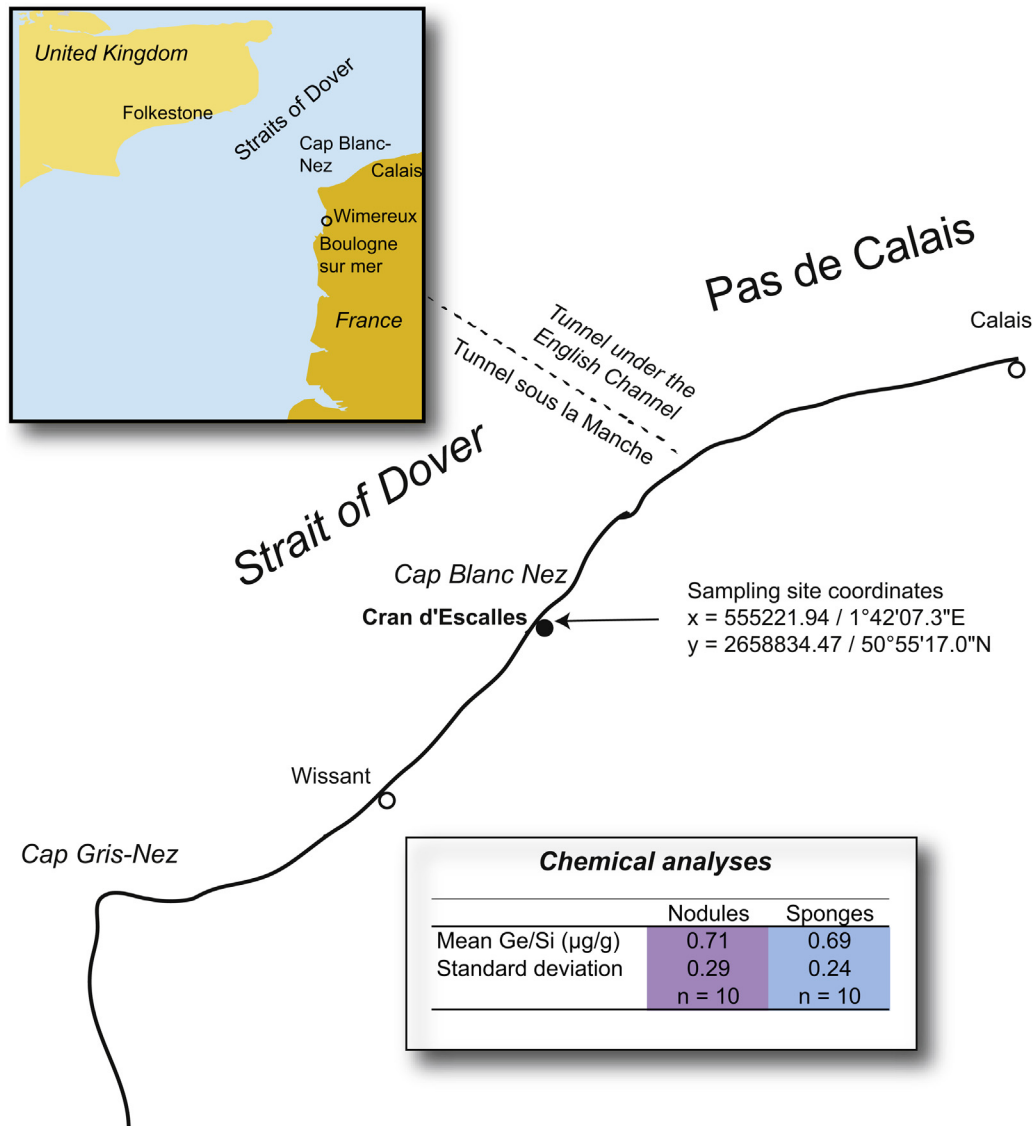 United Kingdom
Folkestone
Straits of Dover
Cap Blanc-
Nez
Calais
Wimereux
Boulogne
sur mer
France
Pas de Calais
Tunnel under the
English Channel
Tunnel sous la Manche
Calais
Strait of Dover
Cap Blanc Nez
Cran d'Escalles
Sampling site coordinates
x = 555221.94 / 1°42'07.3"E
y = 2658834.47 / 50°55'17.0"N
Wissant
Cap Gris-Nez
Chemical analyses
Nodules Sponges
Mean Ge/Si (µg/g) 0.71 0.69
Standard deviation 0.29 0.24
n = 10 n = 10